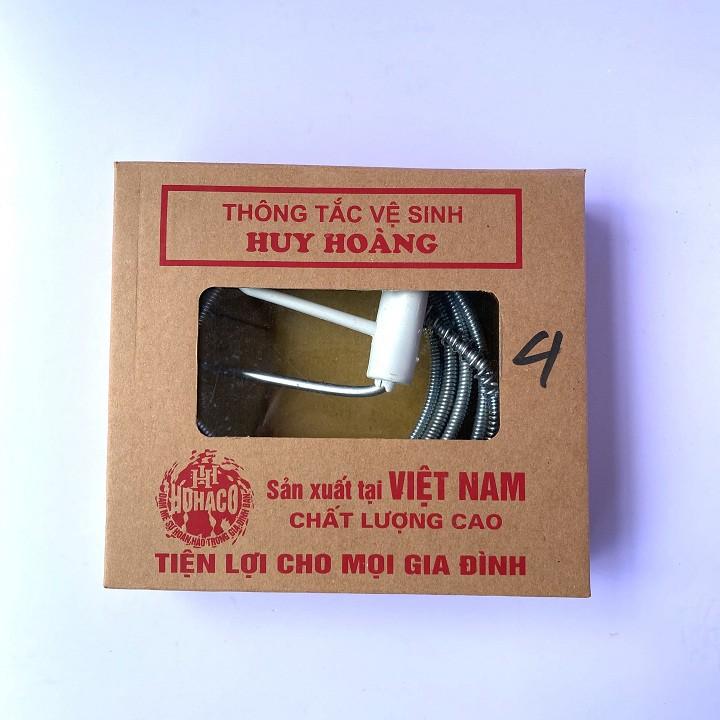 THÔNG TẮC VỆ SINH
HUY HOÀNG
4
HOHACO
Sản xuất tại VIỆT NAM
CHẤT LƯỢNG CAO
TIỆN LỢI CHO MỌI GIA ĐÌNH